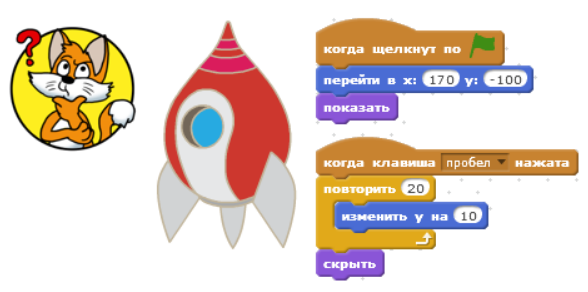 ?
когда щелкнут по
перейти в x: 170 y: -100
показать
когда клавиша пробел нажата
повторить 20
изменить y на 10
скрыть